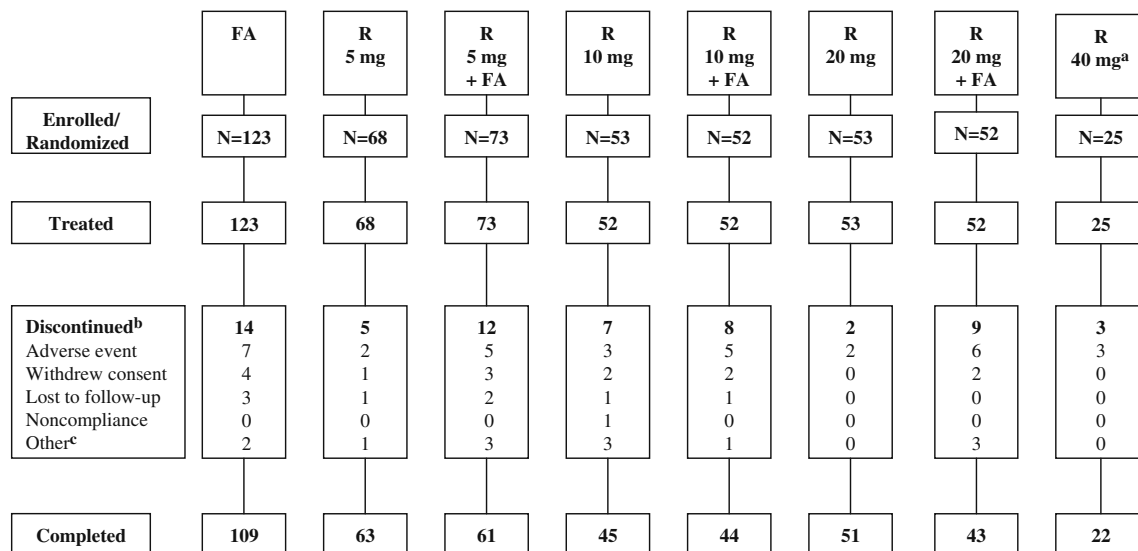 FA R R R R R R R
5 mg 5 mg 10 mg 10 mg 20 mg 20 mg 40 mgᵃ
+ FA + FA + FA
Enrolled/
Randomized N=123 N=68 N=73 N=53 N=52 N=53 N=52 N=25
Treated 123 68 73 52 52 53 52 25
Discontinuedᵇ 14 5 12 7 8 2 9 3
Adverse event 7 2 5 3 5 2 6 3
Withdrew consent 4 1 3 2 2 0 2 0
Lost to follow-up 3 1 2 1 1 0 0 0
Noncompliance 0 0 0 1 0 0 0 0
Otherᶜ 2 1 3 3 1 0 3 0
Completed 109 63 61 45 44 51 43 22